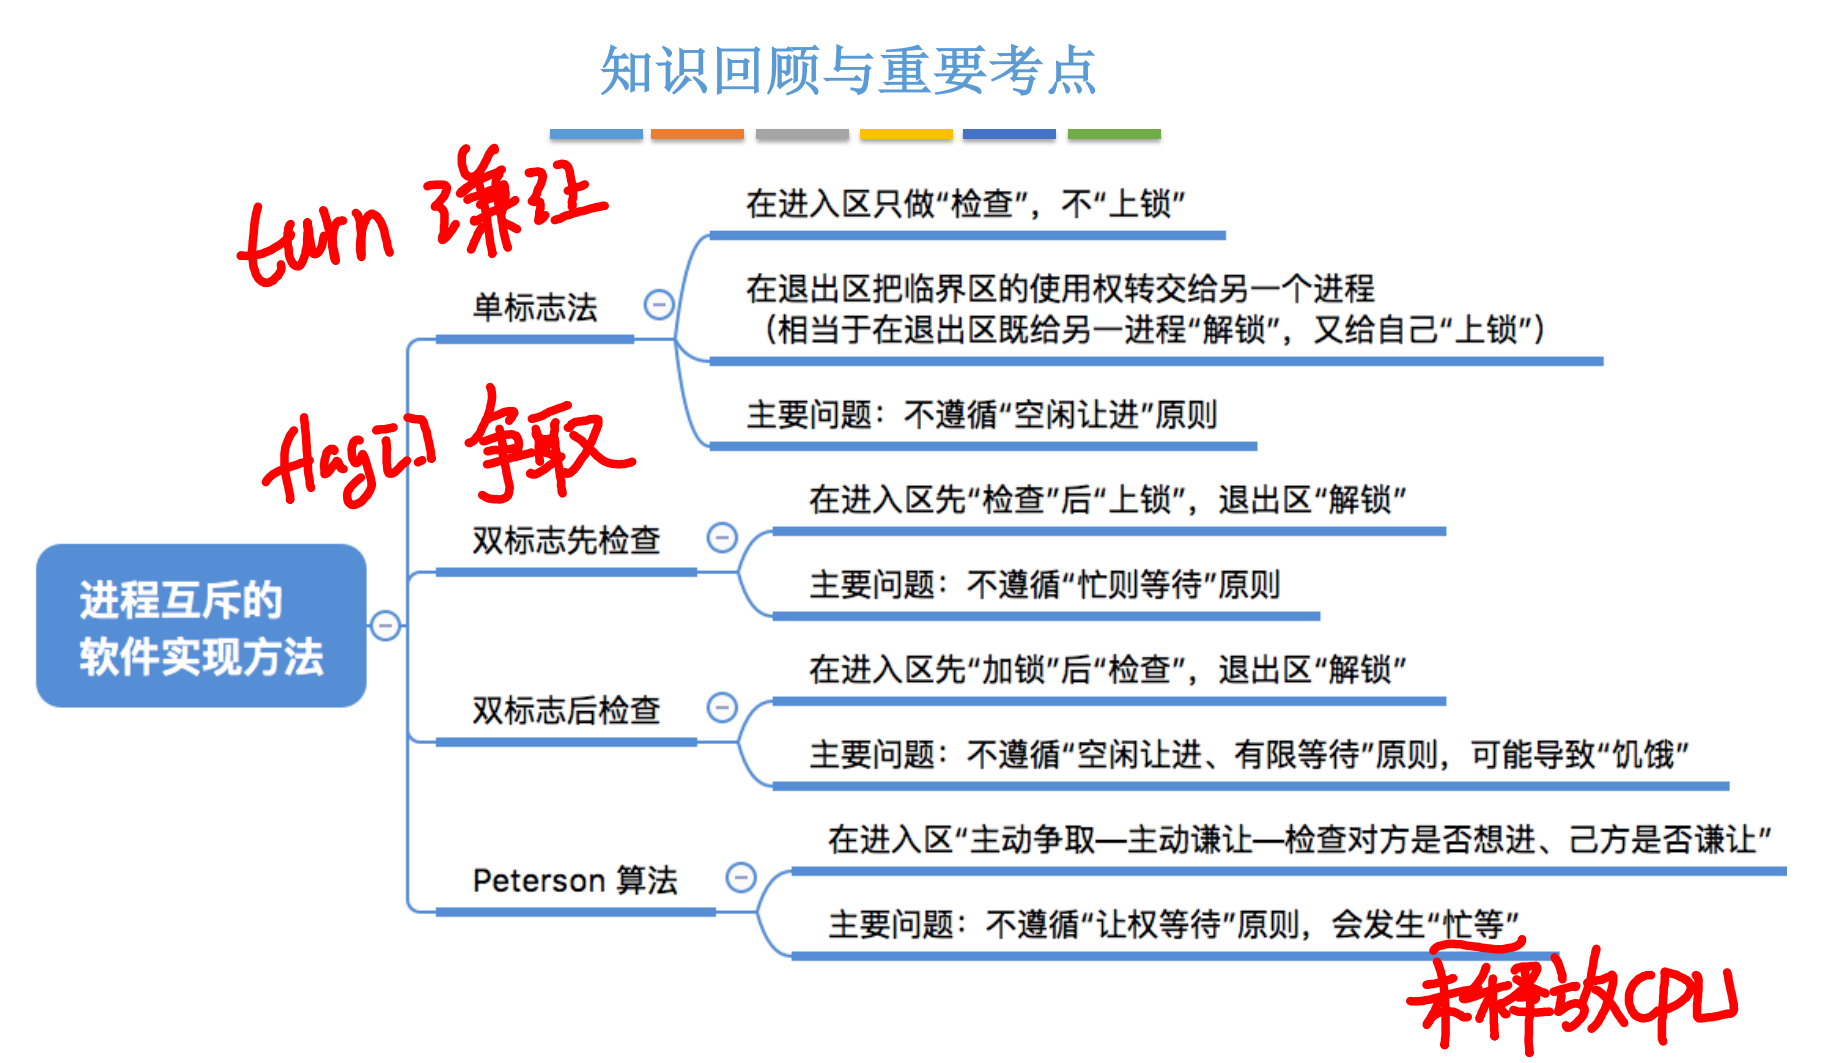 知识回顾与重要考点
turn 谦让
在进入区只做“检查”，不“上锁”
单标志法
在退出区把临界区的使用权转交给另一个进程
（相当于在退出区既给另一进程“解锁”，又给自己“上锁”）
主要问题：不遵循“空闲让进”原则
flag[] 争取
双标志先检查
在进入区先“检查”后“上锁”，退出区“解锁”
主要问题：不遵循“忙则等待”原则
进程互斥的
软件实现方法
双标志后检查
在进入区先“加锁”后“检查”，退出区“解锁”
主要问题：不遵循“空闲让进、有限等待”原则，可能导致“饥饿”
Peterson 算法
在进入区“主动争取—主动谦让—检查对方是否想进、己方是否谦让”
主要问题：不遵循“让权等待”原则，会发生“忙等”
未释放CPU